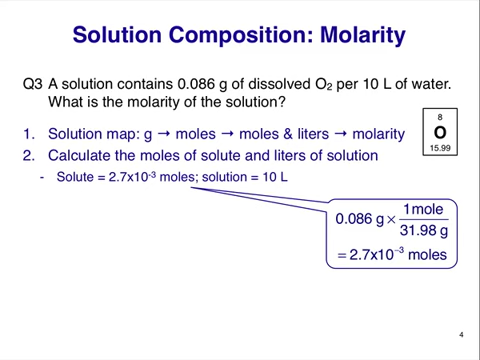 Solution Composition: Molarity
Q3 A solution contains 0.086 g of dissolved O₂ per 10 L of water.
What is the molarity of the solution?
8
O
15.99
1. Solution map: g → moles → moles & liters → molarity
2. Calculate the moles of solute and liters of solution
- Solute = 2.7x10⁻³ moles; solution = 10 L
0.086 g × 1mole / 31.98 g
= 2.7x10⁻³ moles
4